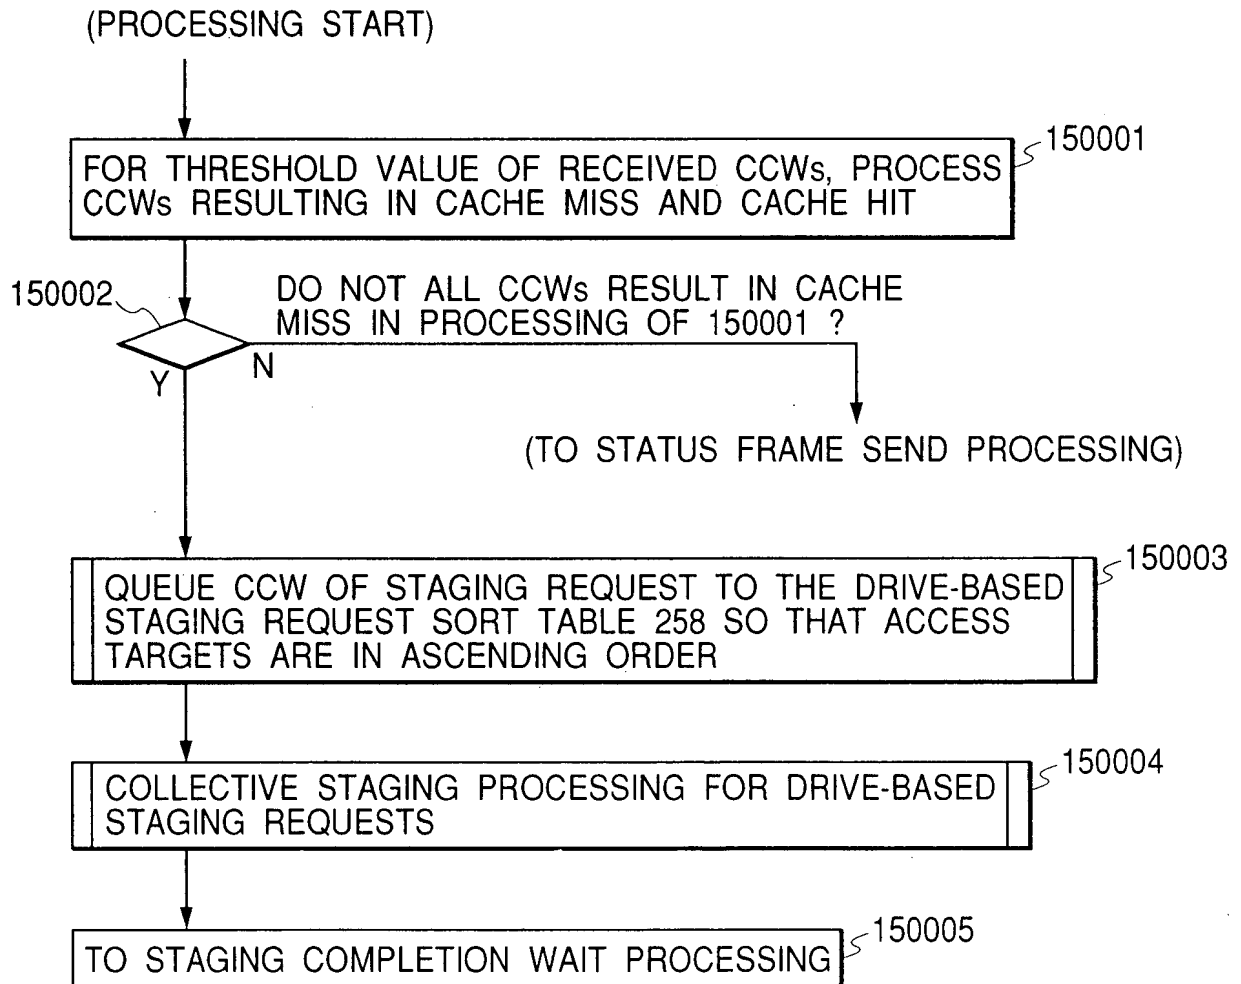 (PROCESSING START)
150001
FOR THRESHOLD VALUE OF RECEIVED CCWs, PROCESS
CCWs RESULTING IN CACHE MISS AND CACHE HIT
150002
DO NOT ALL CCWs RESULT IN CACHE
MISS IN PROCESSING OF 150001 ?
Y
N
(TO STATUS FRAME SEND PROCESSING)
150003
QUEUE CCW OF STAGING REQUEST TO THE DRIVE-BASED
STAGING REQUEST SORT TABLE 258 SO THAT ACCESS
TARGETS ARE IN ASCENDING ORDER
150004
COLLECTIVE STAGING PROCESSING FOR DRIVE-BASED
STAGING REQUESTS
150005
TO STAGING COMPLETION WAIT PROCESSING